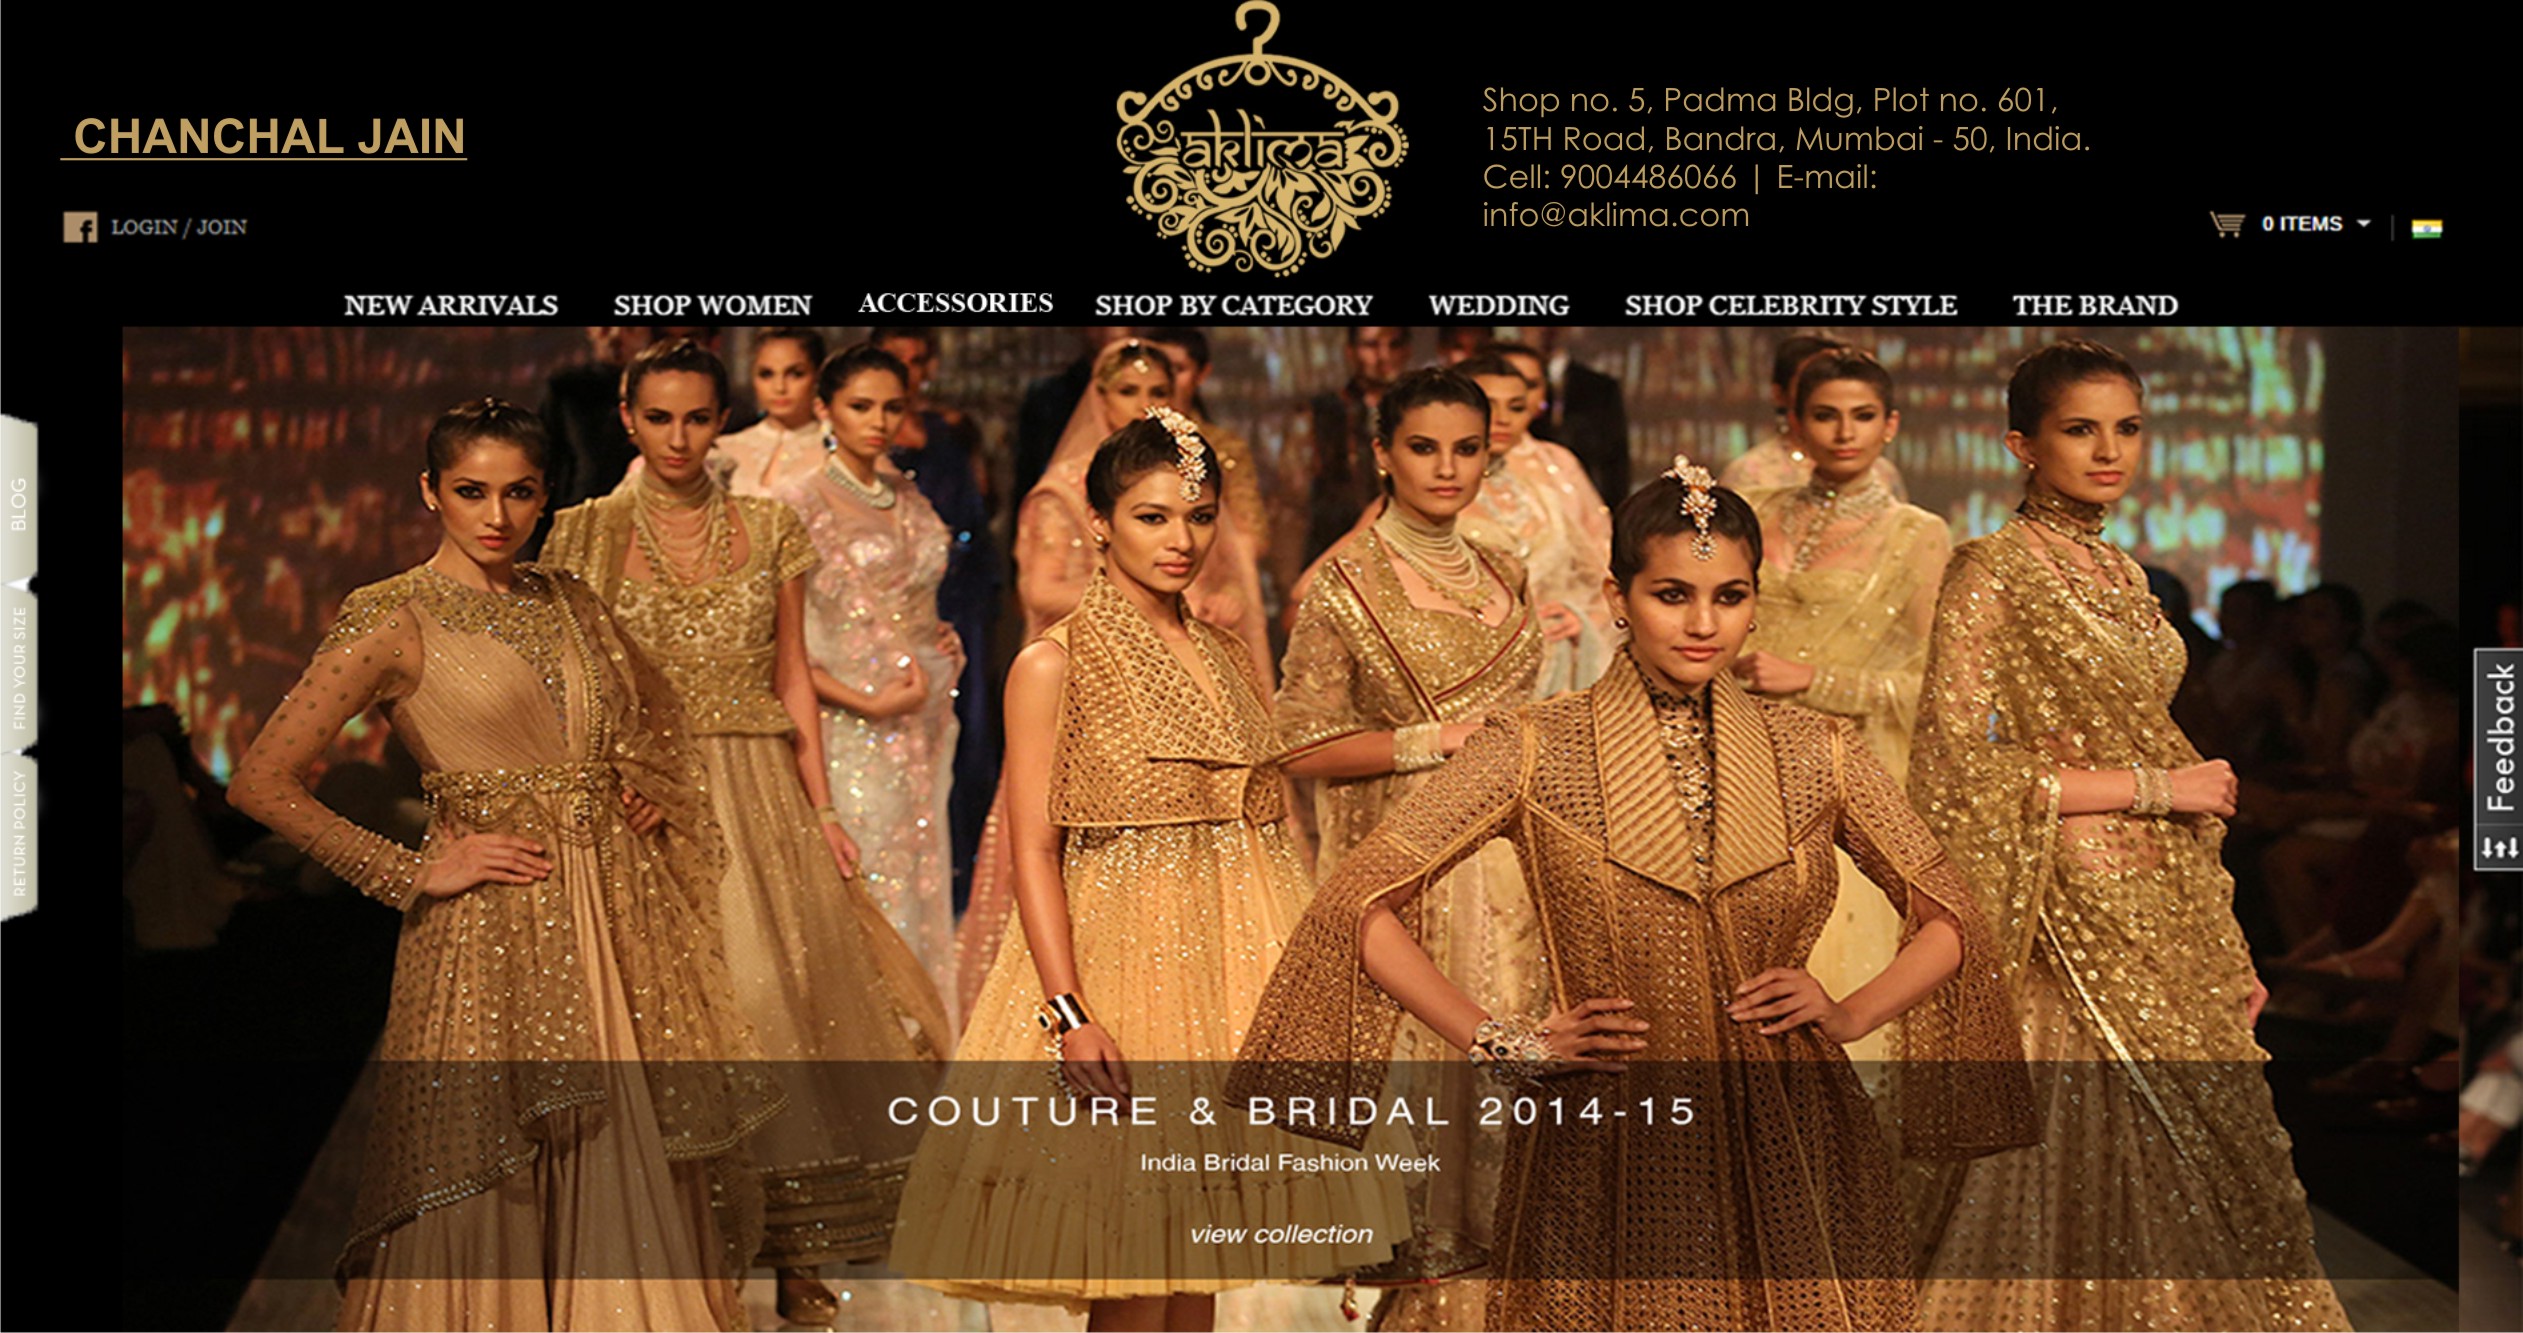 CHANCHAL JAIN
aklima
Shop no. 5, Padma Bldg, Plot no. 601,
15TH Road, Bandra, Mumbai - 50, India.
Cell: 9004486066 | E-mail:
info@aklima.com
LOGIN / JOIN
0 ITEMS
NEW ARRIVALS
SHOP WOMEN
ACCESSORIES
SHOP BY CATEGORY
WEDDING
SHOP CELEBRITY STYLE
THE BRAND
BLOG
FIND YOUR SIZE
RETURN POLICY
Feedback
COUTURE & BRIDAL 2014-15
India Bridal Fashion Week
view collection